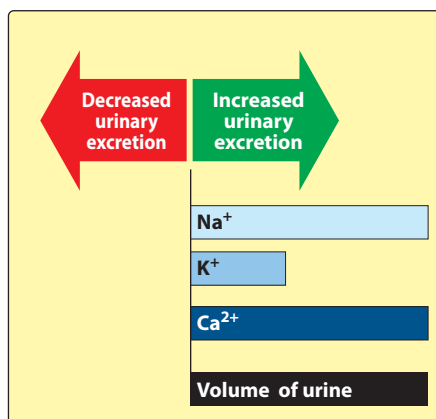 Decreased
urinary
excretion
Increased
urinary
excretion
Na⁺
K⁺
Ca²⁺
Volume of urine